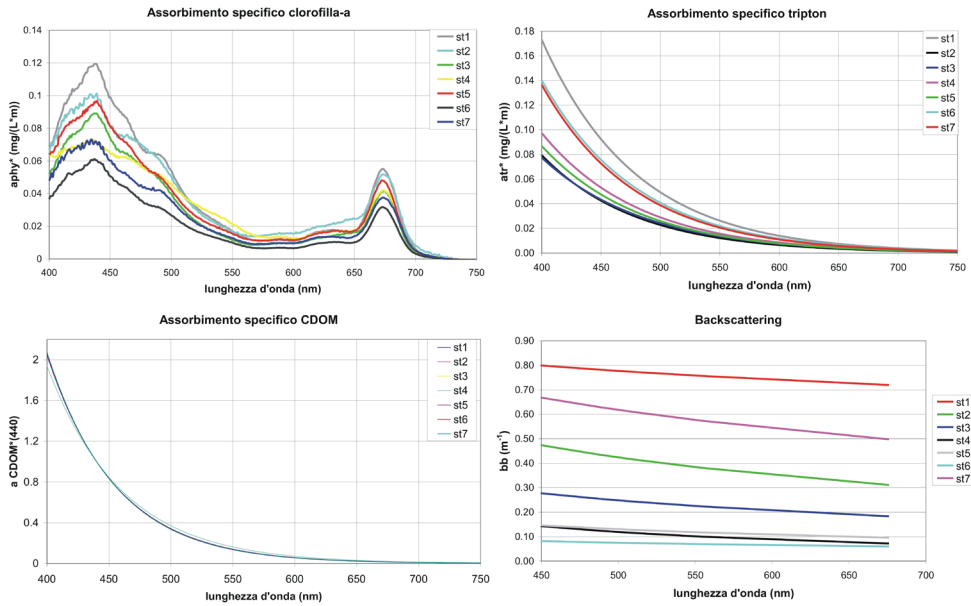 Assorbimento specifico clorofilla-a
0.14
0.12
0.1
0.08
0.06
0.04
0.02
0
aphy* (mg/(L*m))
400 450 500 550 600 650 700 750
lunghezza d'onda (nm)
st1
st2
st3
st4
st5
st6
st7
Assorbimento specifico tripton
0.18
0.16
0.14
0.12
0.10
0.08
0.06
0.04
0.02
0.00
atr* (mg/(L*m))
400 450 500 550 600 650 700 750
lunghezza d'onda (nm)
st1
st2
st3
st4
st5
st6
st7
Assorbimento specifico CDOM
2
1.6
1.2
0.8
0.4
0
a CDOM*(440)
400 450 500 550 600 650 700 750
lunghezza d'onda (nm)
st1
st2
st3
st4
st5
st6
st7
Backscattering
0.90
0.80
0.70
0.60
0.50
0.40
0.30
0.20
0.10
0.00
bb (m-1)
450 500 550 600 650 700
lunghezza d'onda (nm)
st1
st2
st3
st4
st5
st6
st7